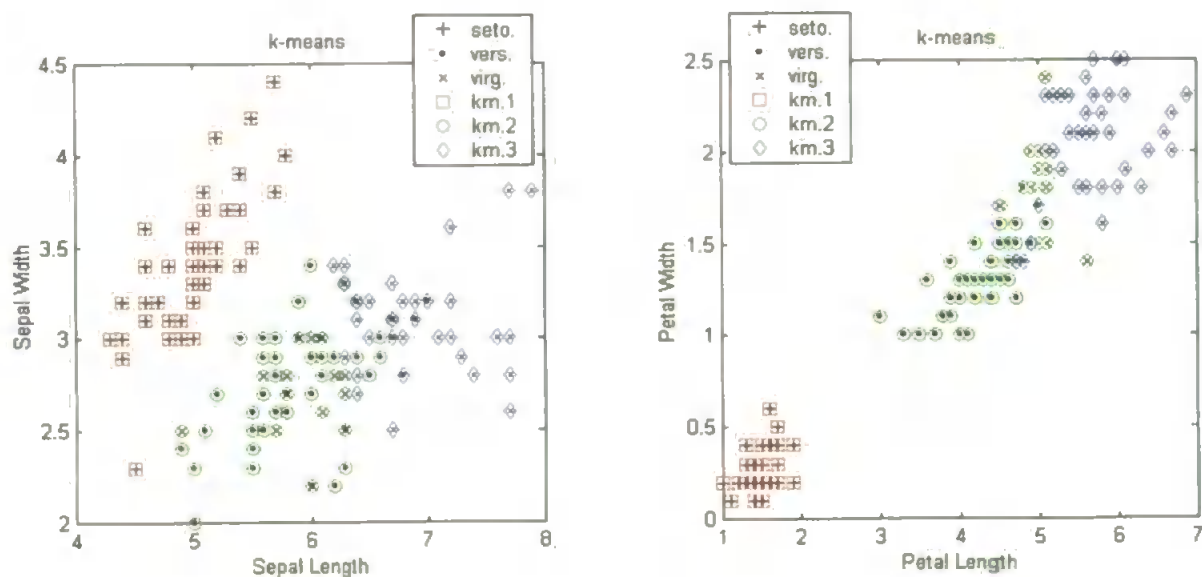 k-means
seto.
vers.
virg.
km.1
km.2
km.3
4.5
4
3.5
3
2.5
2
Sepal Width
4
5
6
7
8
Sepal Length
k-means
seto.
vers.
virg.
km.1
km.2
km.3
2.5
2
1.5
1
0.5
0
Petal Width
1
2
3
4
5
6
7
Petal Length